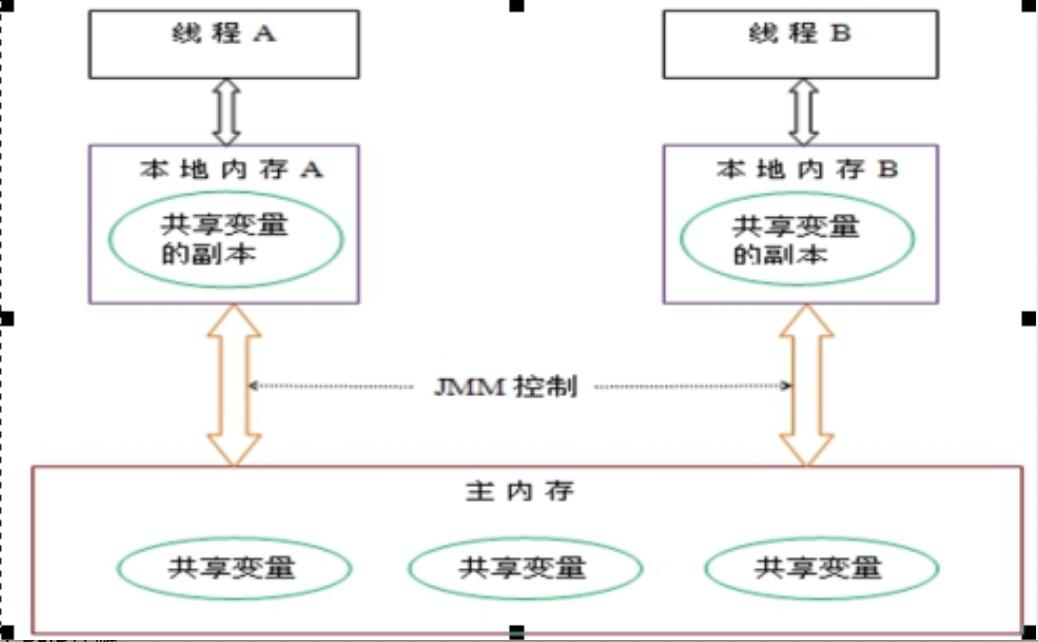 线程 A
线程 B
本地内存 A
本地内存 B
共享变量
的副本
共享变量
的副本
JMM 控制
主内存
共享变量
共享变量
共享变量